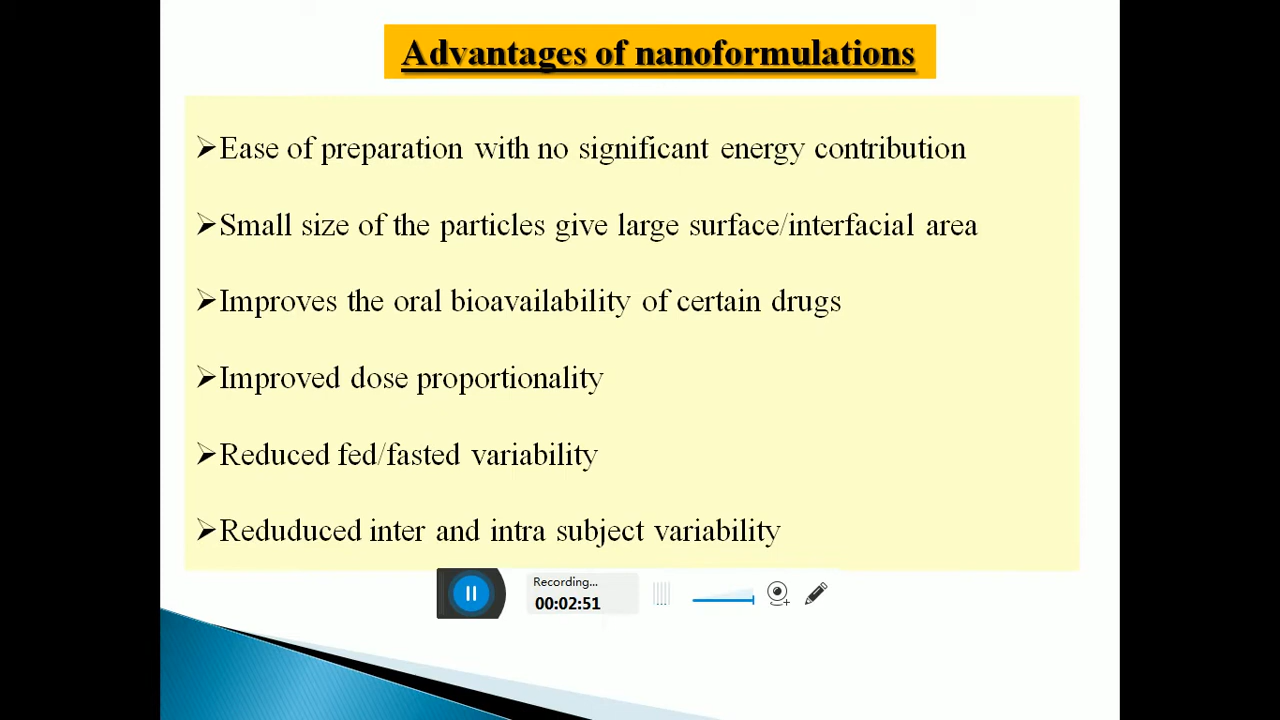 Advantages of nanoformulations
➢Ease of preparation with no significant energy contribution
➢Small size of the particles give large surface/interfacial area
➢Improves the oral bioavailability of certain drugs
➢Improved dose proportionality
➢Reduced fed/fasted variability
➢Reduduced inter and intra subject variability
Recording...
00:02:51